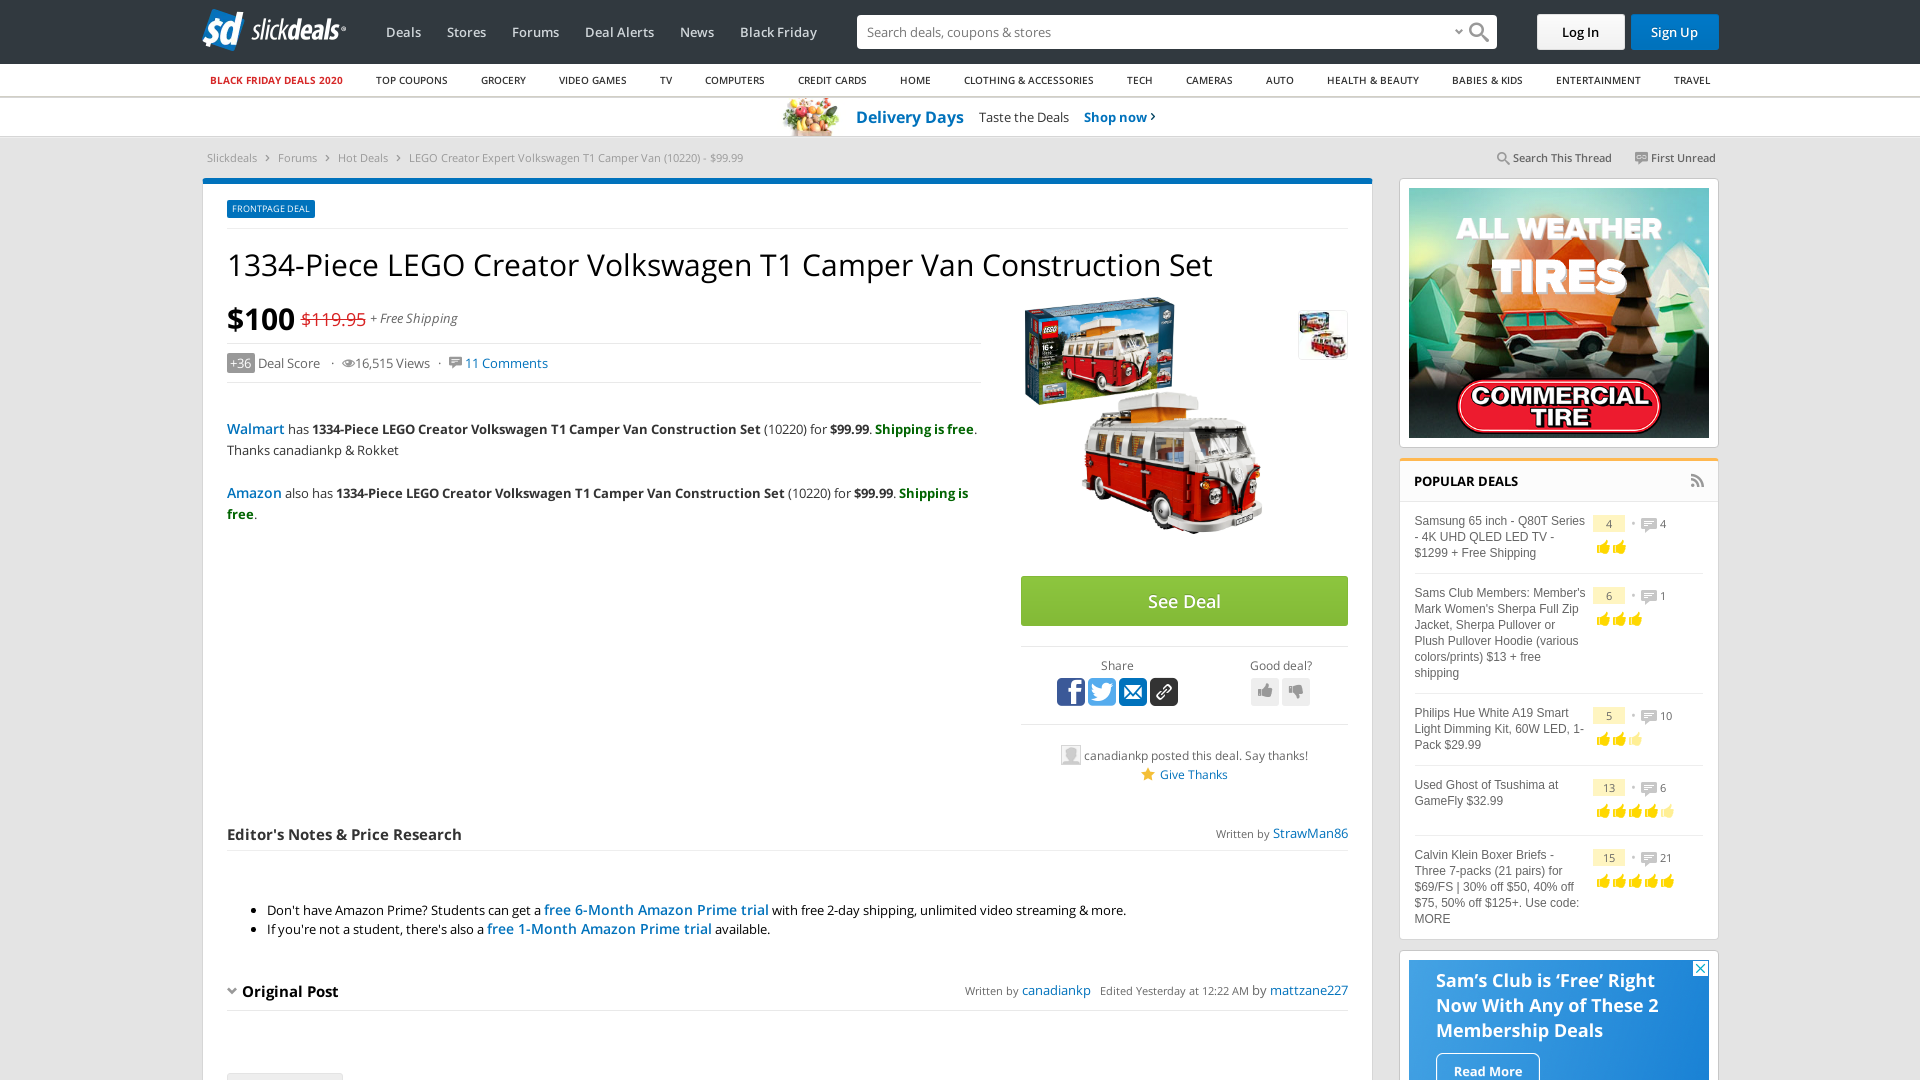 slickdeals
Deals
Stores
Forums
Deal Alerts
News
Black Friday
Search deals, coupons & stores
Log In
Sign Up
BLACK FRIDAY DEALS 2020
TOP COUPONS
GROCERY
VIDEO GAMES
TV
COMPUTERS
CREDIT CARDS
HOME
CLOTHING & ACCESSORIES
TECH
CAMERAS
AUTO
HEALTH & BEAUTY
BABIES & KIDS
ENTERTAINMENT
TRAVEL
Delivery Days Taste the Deals Shop now ›
Slickdeals › Forums › Hot Deals › LEGO Creator Expert Volkswagen T1 Camper Van (10220) - $99.99
Search This Thread
First Unread
FRONTPAGE DEAL
1334-Piece LEGO Creator Volkswagen T1 Camper Van Construction Set
$100 $119.95 + Free Shipping
+36 Deal Score · 16,515 Views · 11 Comments
Walmart has 1334-Piece LEGO Creator Volkswagen T1 Camper Van Construction Set (10220) for $99.99. Shipping is free.
Thanks canadiankp & Rokket
Amazon also has 1334-Piece LEGO Creator Volkswagen T1 Camper Van Construction Set (10220) for $99.99. Shipping is
free.
LEGO
16+
See Deal
Share
Good deal?
canadiankp posted this deal. Say thanks!
Give Thanks
Editor's Notes & Price Research
Written by StrawMan86
• Don't have Amazon Prime? Students can get a free 6-Month Amazon Prime trial with free 2-day shipping, unlimited video streaming & more.
• If you're not a student, there's also a free 1-Month Amazon Prime trial available.
Original Post
Written by canadiankp Edited Yesterday at 12:22 AM by mattzane227
ALL WEATHER
TIRES
COMMERCIAL
TIRE
POPULAR DEALS
Samsung 65 inch - Q80T Series
- 4K UHD QLED LED TV -
$1299 + Free Shipping
4 • 4
Sams Club Members: Member's
Mark Women's Sherpa Full Zip
Jacket, Sherpa Pullover or
Plush Pullover Hoodie (various
colors/prints) $13 + free
shipping
6 • 1
Philips Hue White A19 Smart
Light Dimming Kit, 60W LED, 1-
Pack $29.99
5 • 10
Used Ghost of Tsushima at
GameFly $32.99
13 • 6
Calvin Klein Boxer Briefs -
Three 7-packs (21 pairs) for
$69/FS | 30% off $50, 40% off
$75, 50% off $125+. Use code:
MORE
15 • 21
Sam's Club is 'Free' Right
Now With Any of These 2
Membership Deals
Read More